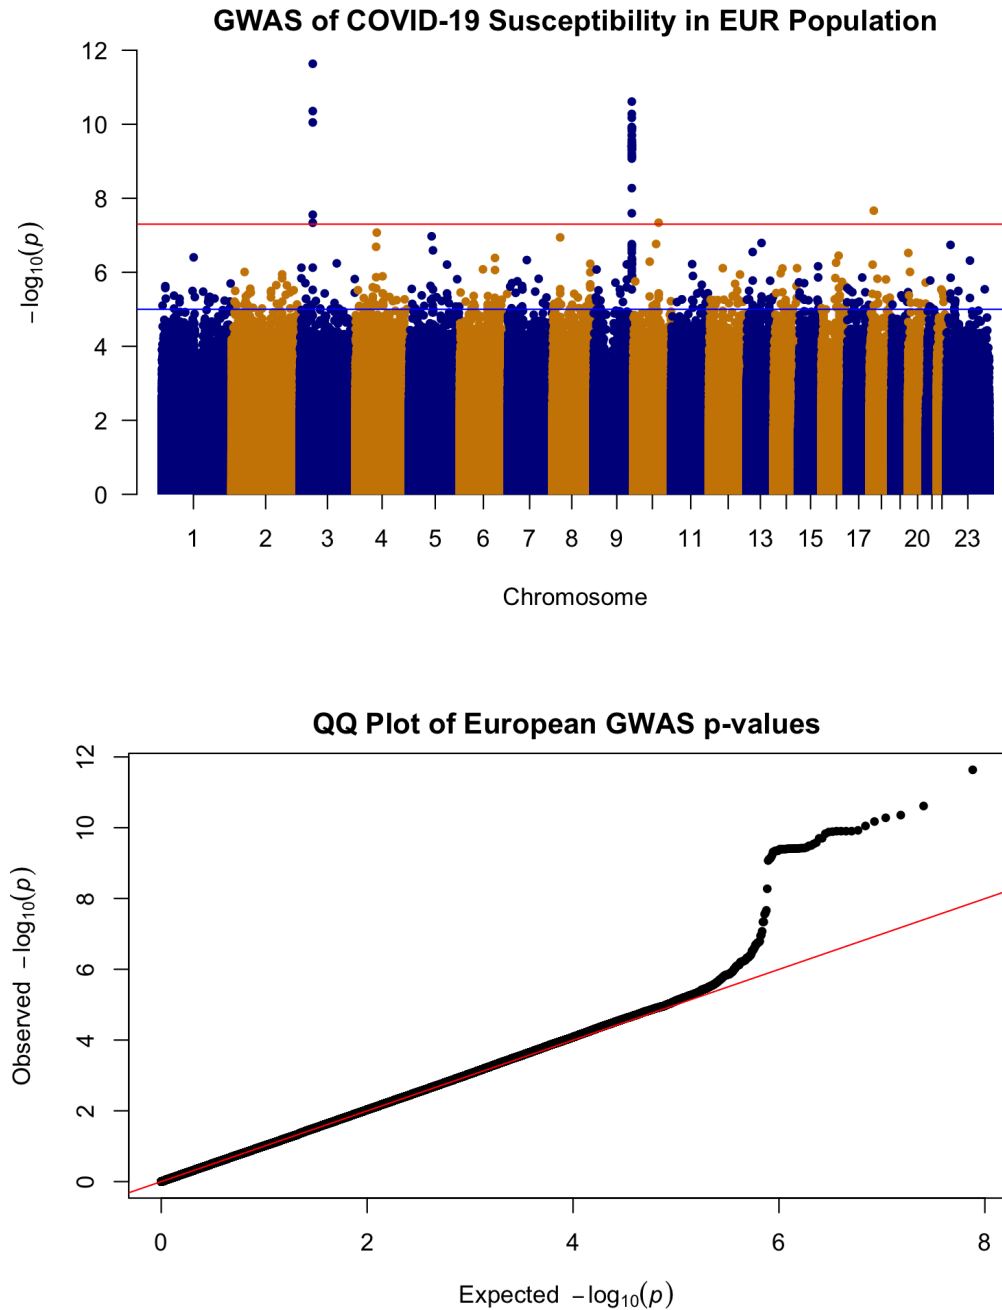 GWAS of COVID-19 Susceptibility in EUR Population
12
10
8
6
4
2
0
−log10(p)
1 2 3 4 5 6 7 8 9 11 13 15 17 20 23
Chromosome
QQ Plot of European GWAS p-values
12
10
8
6
4
2
0
Observed −log10(p)
0 2 4 6 8
Expected −log10(p)